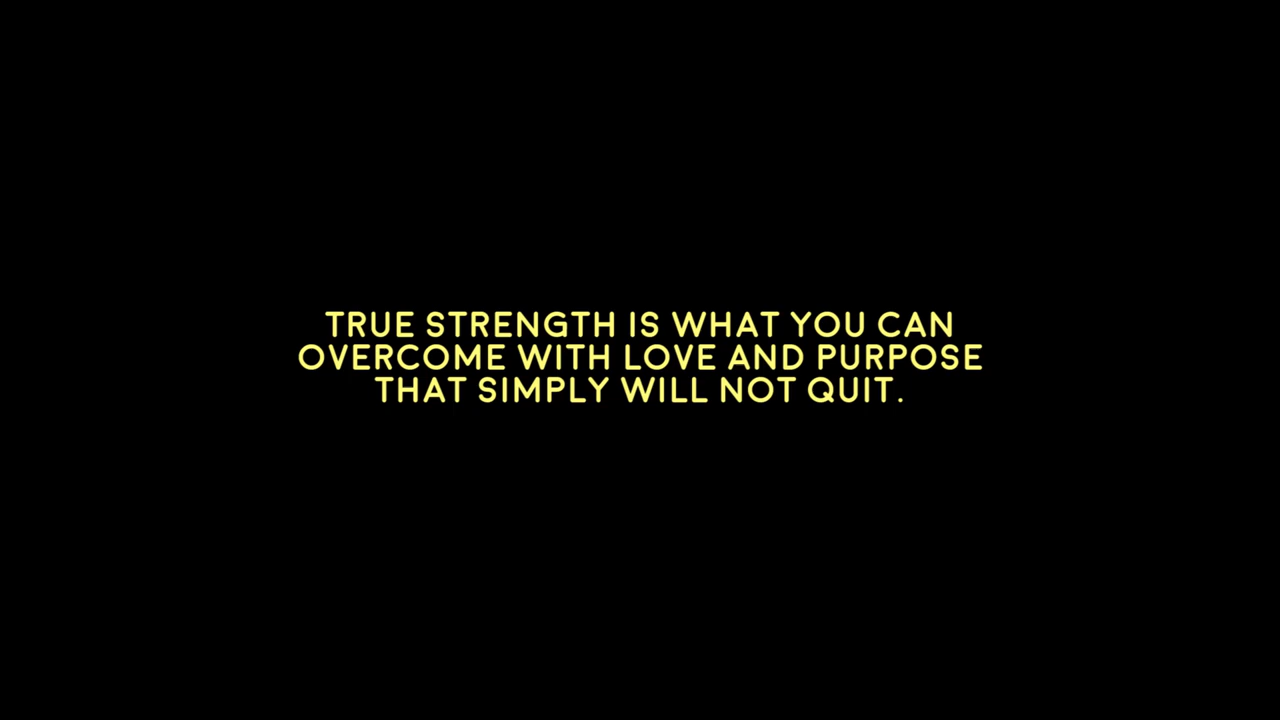 TRUE STRENGTH IS WHAT YOU CAN
OVERCOME WITH LOVE AND PURPOSE
THAT SIMPLY WILL NOT QUIT.